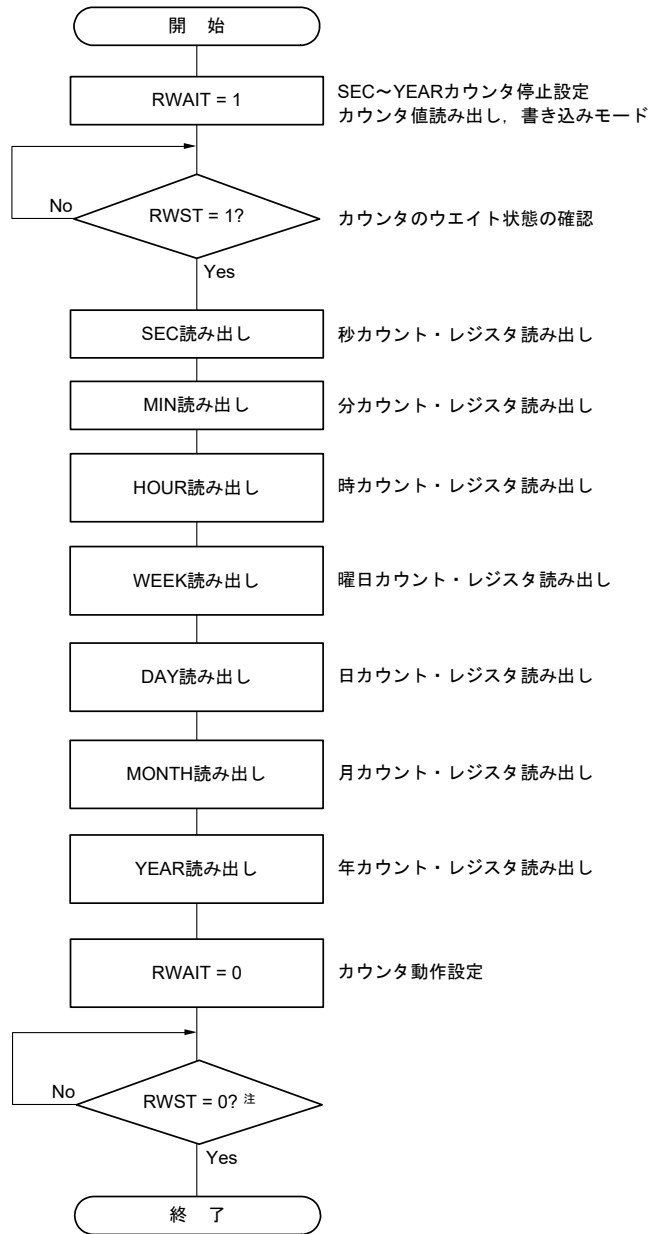 開 始
RWAIT = 1
SEC～YEARカウンタ停止設定
カウンタ値読み出し，書き込みモード
No
RWST = 1?
カウンタのウエイト状態の確認
Yes
SEC読み出し
秒カウント・レジスタ読み出し
MIN読み出し
分カウント・レジスタ読み出し
HOUR読み出し
時カウント・レジスタ読み出し
WEEK読み出し
曜日カウント・レジスタ読み出し
DAY読み出し
日カウント・レジスタ読み出し
MONTH読み出し
月カウント・レジスタ読み出し
YEAR読み出し
年カウント・レジスタ読み出し
RWAIT = 0
カウンタ動作設定
No
RWST = 0? 注
Yes
終 了